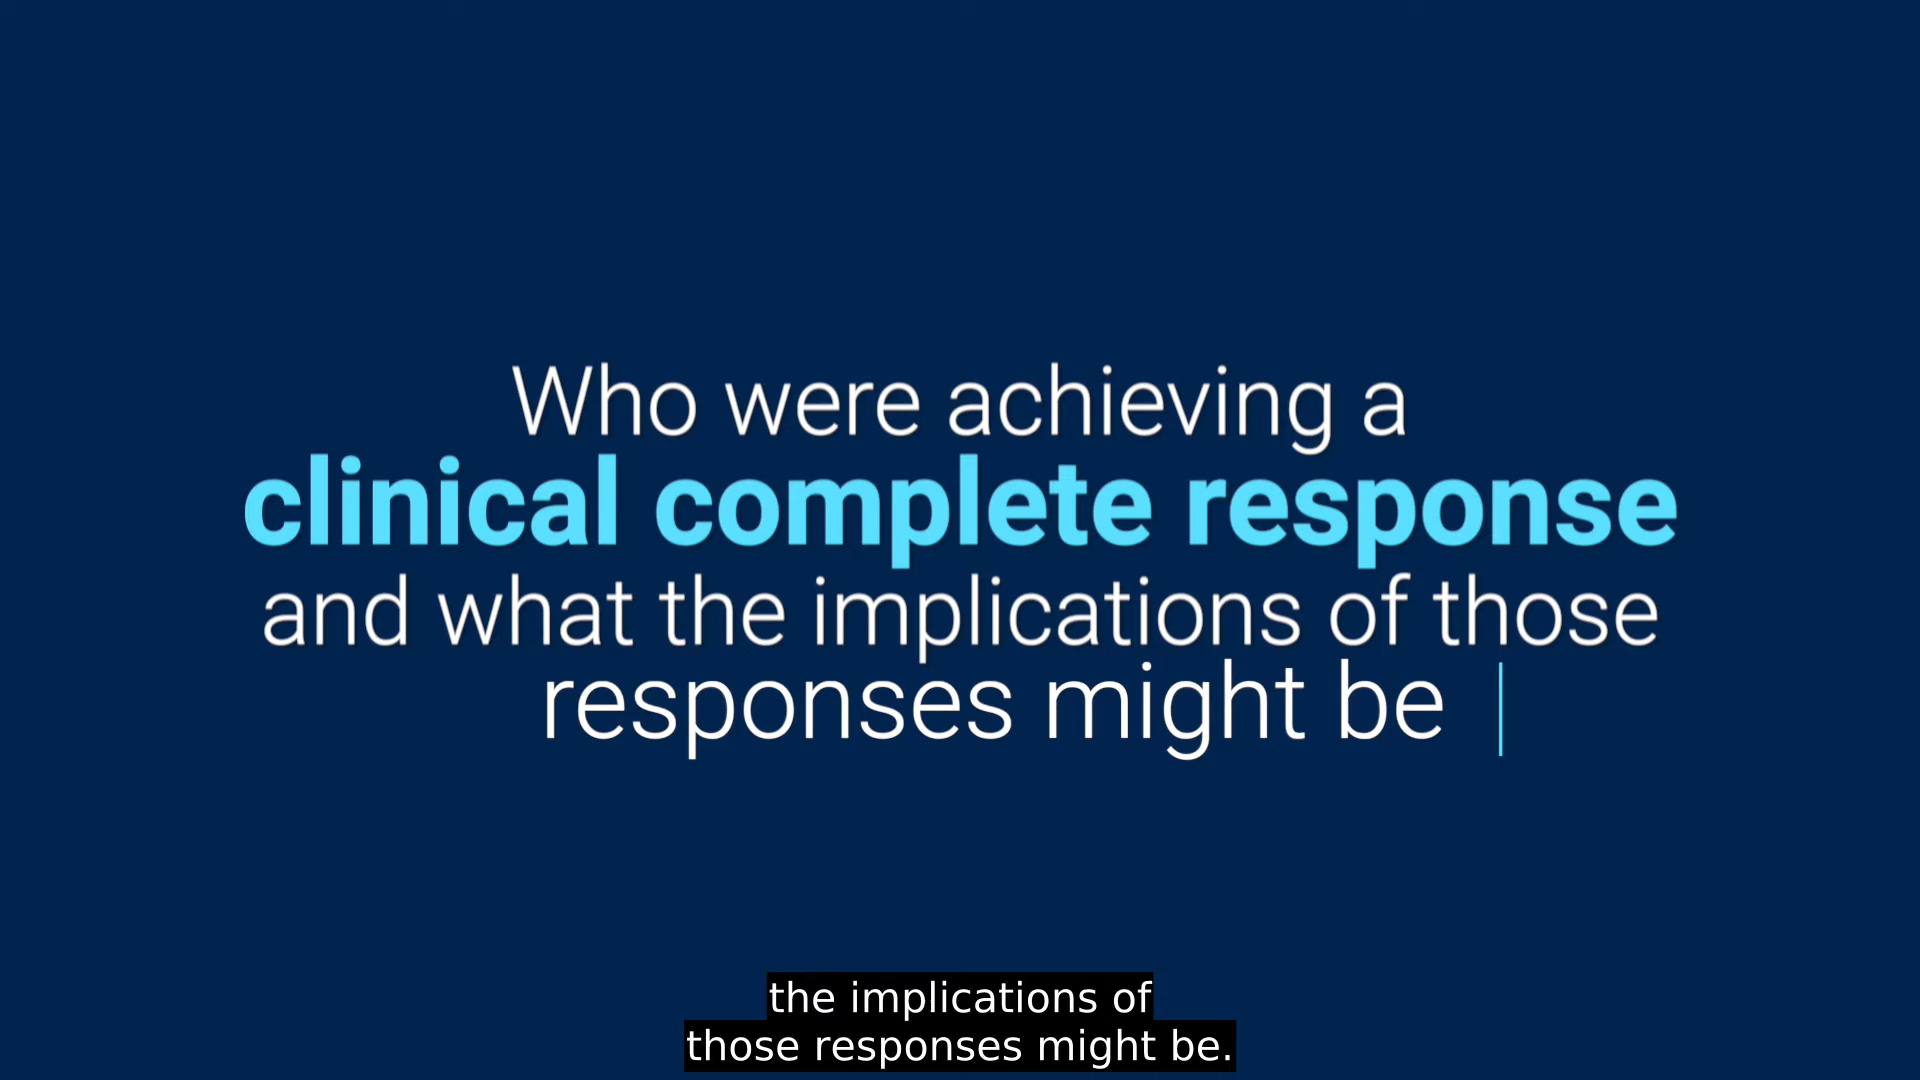 Who were achieving a
clinical complete response
and what the implications of those
responses might be
the implications of
those responses might be.